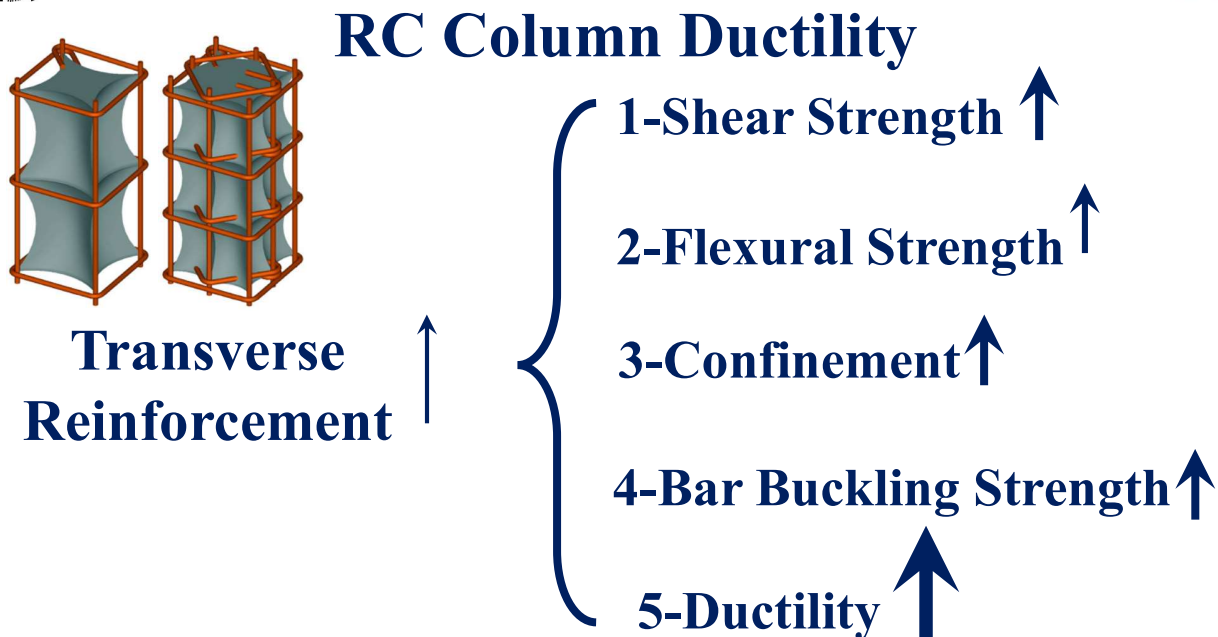 RC Column Ductility
1-Shear Strength
2-Flexural Strength
3-Confinement
Transverse
Reinforcement
4-Bar Buckling Strength
5-Ductility